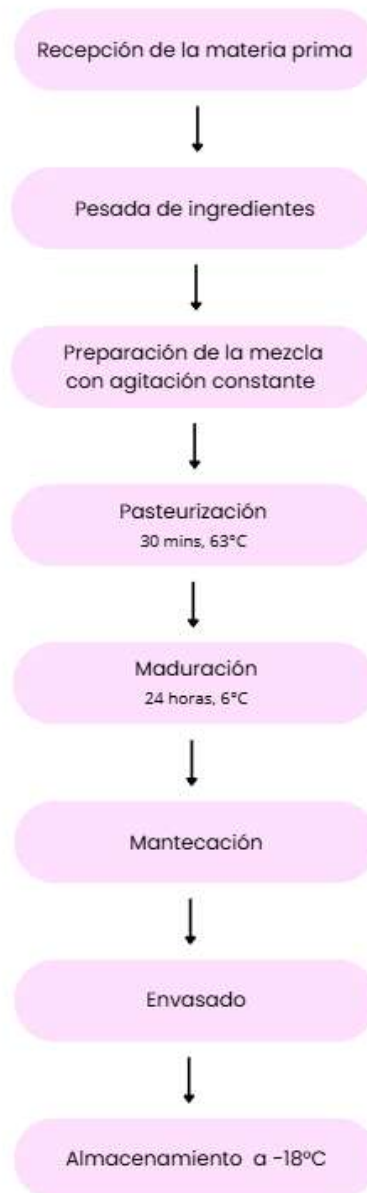 Recepción de la materia prima
Pesada de ingredientes
Preparación de la mezcla
con agitación constante
Pasteurización
30 mins, 63°C
Maduración
24 horas, 6°C
Mantecación
Envasado
Almacenamiento a -18°C